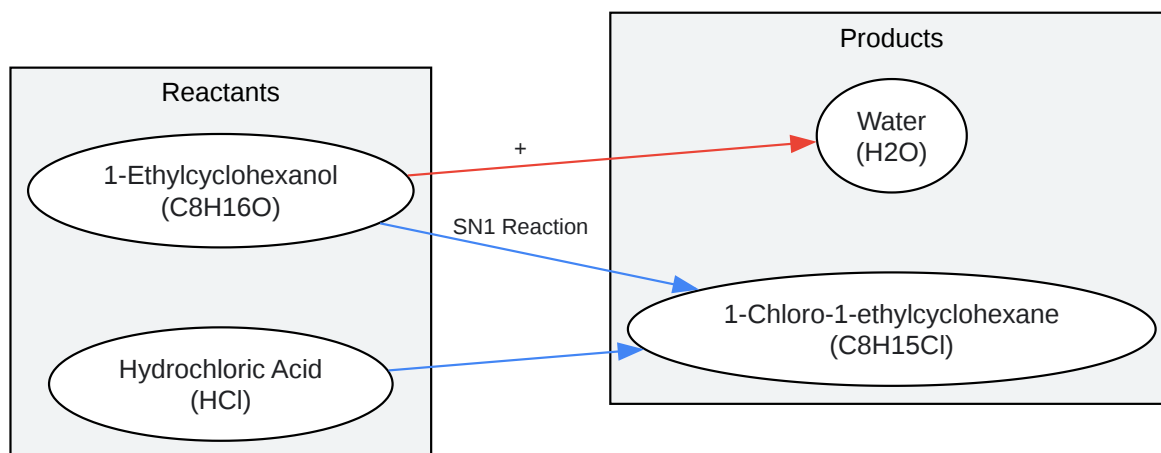 Reactants
1-Ethylcyclohexanol
(C8H16O)
Hydrochloric Acid
(HCl)
+
SN1 Reaction
Products
Water
(H2O)
1-Chloro-1-ethylcyclohexane
(C8H15Cl)